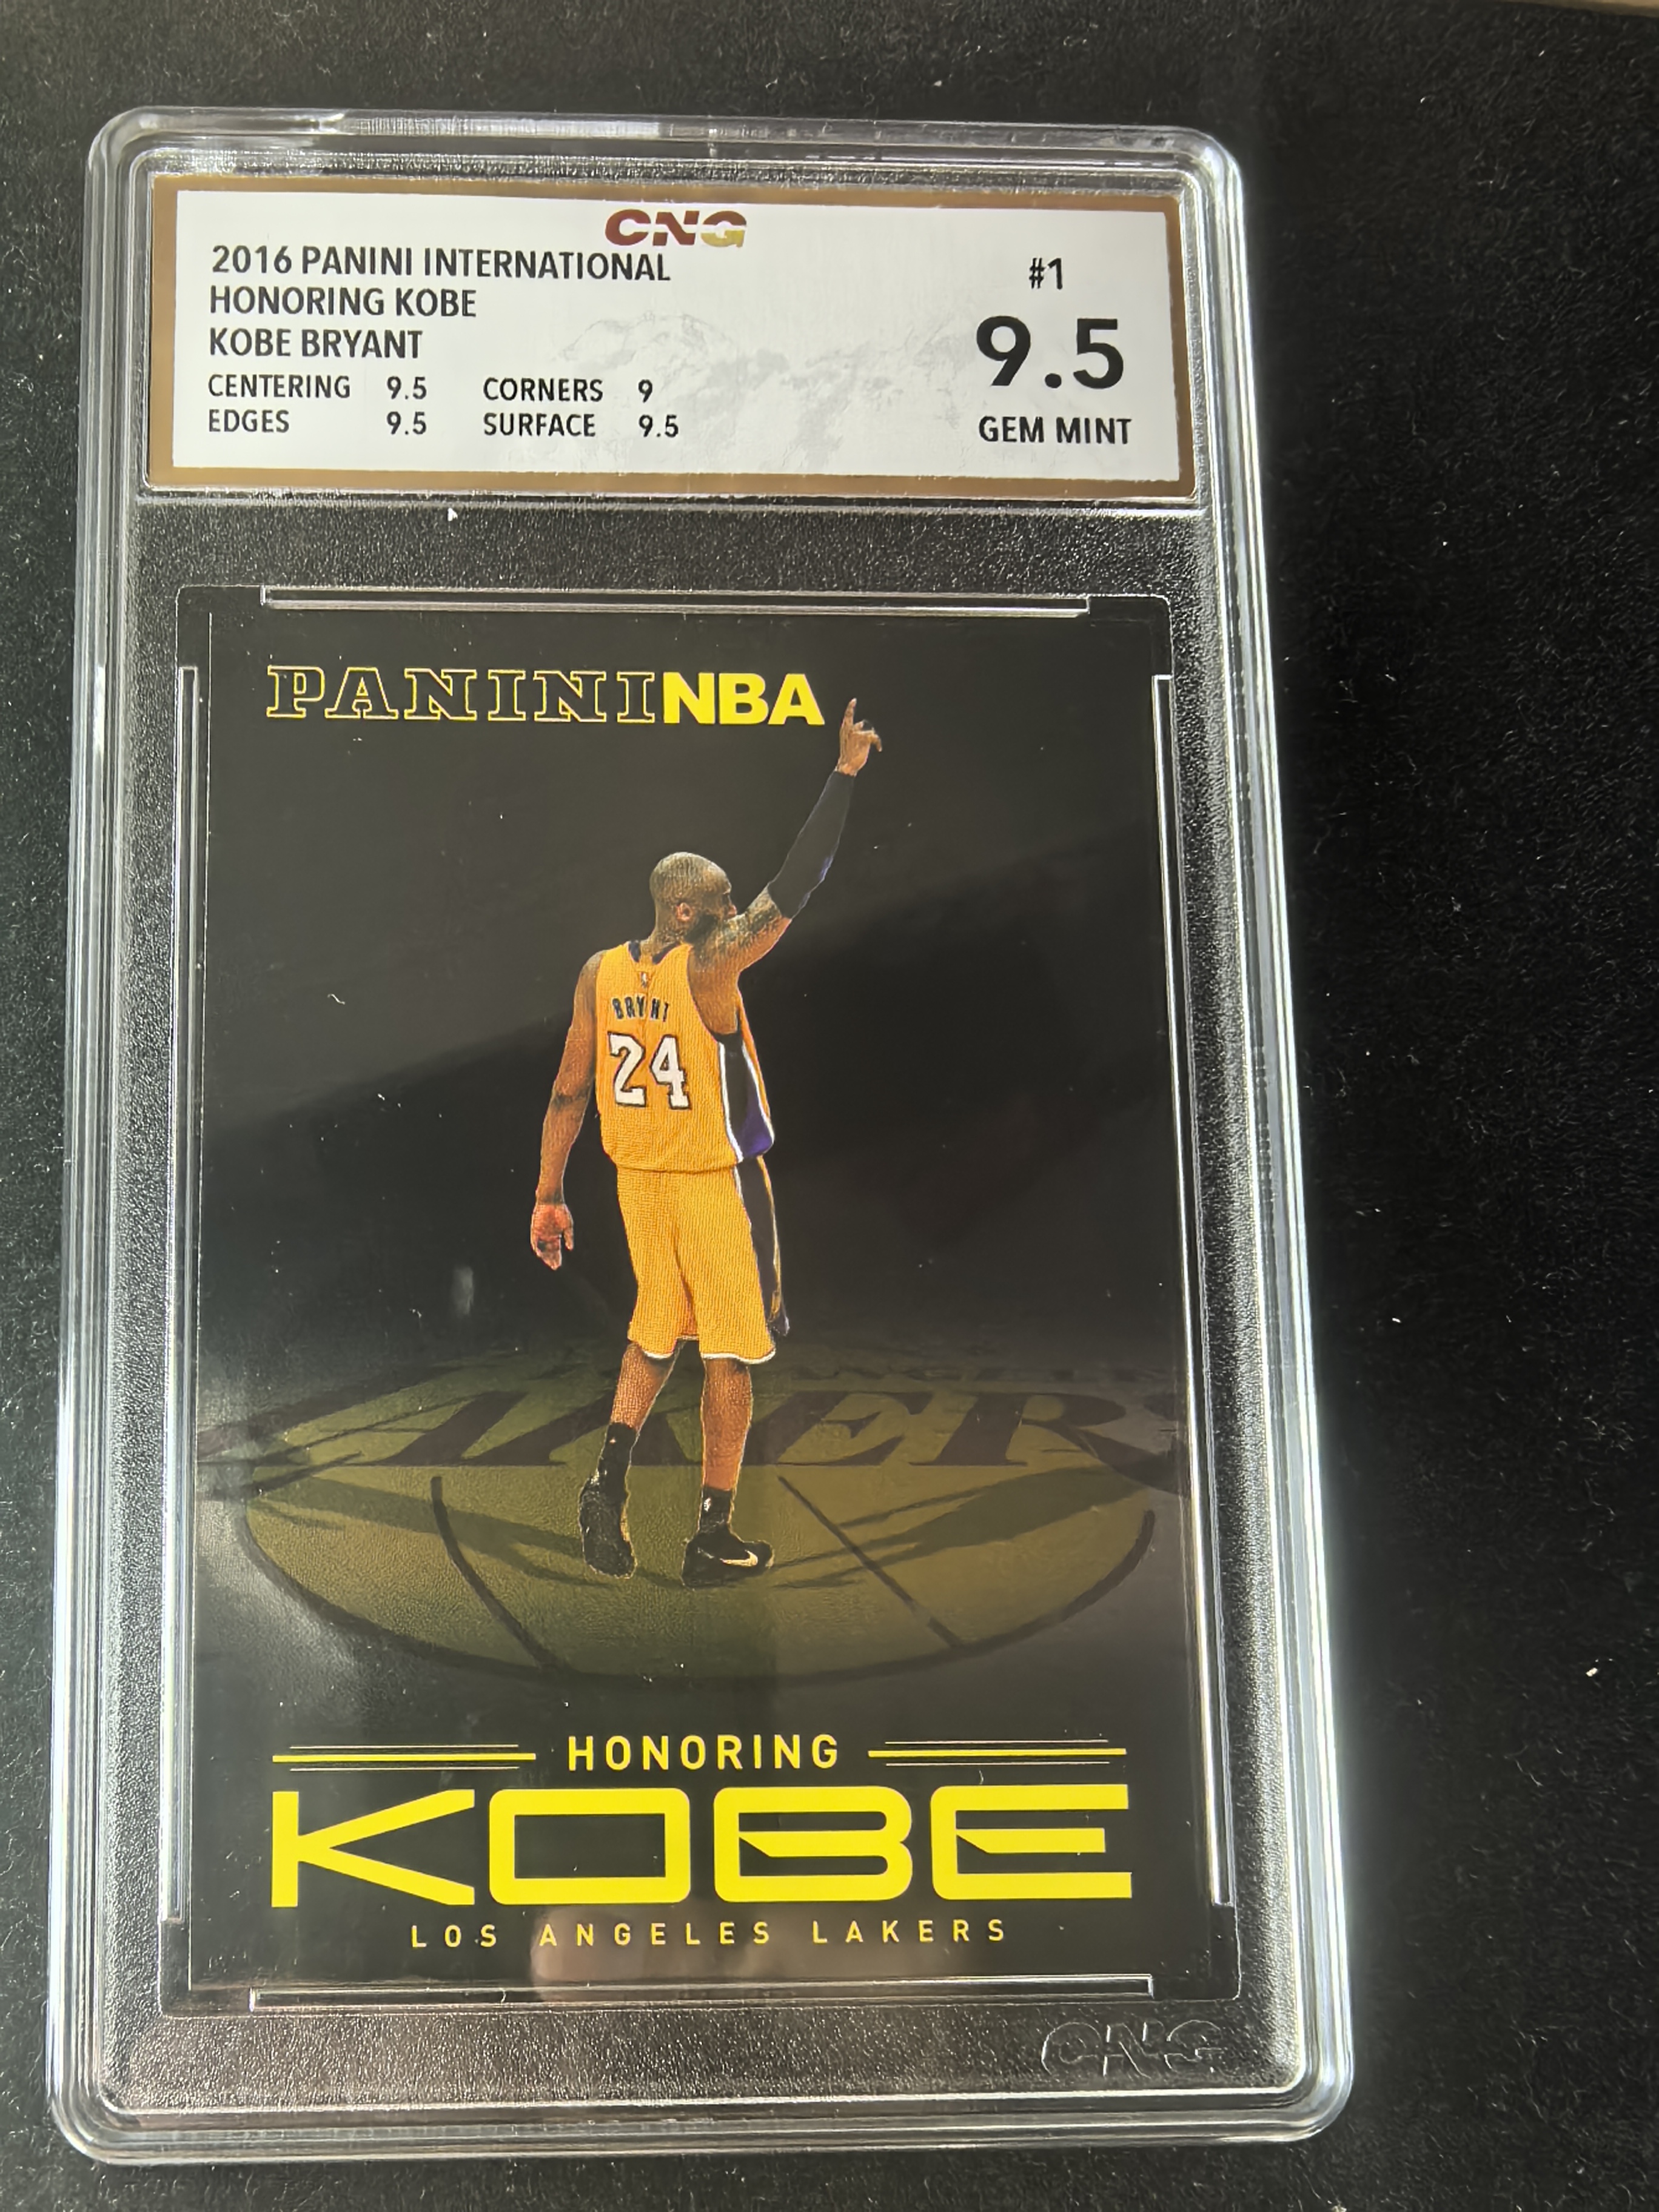 CNG
2016 PANINI INTERNATIONAL
HONORING KOBE
KOBE BRYANT
CENTERING 9.5 CORNERS 9
EDGES 9.5 SURFACE 9.5
#1
9.5
GEM MINT
PANINI NBA
BRYANT
24
LAKERS
HONORING
KOBE
LOS ANGELES LAKERS
CNG